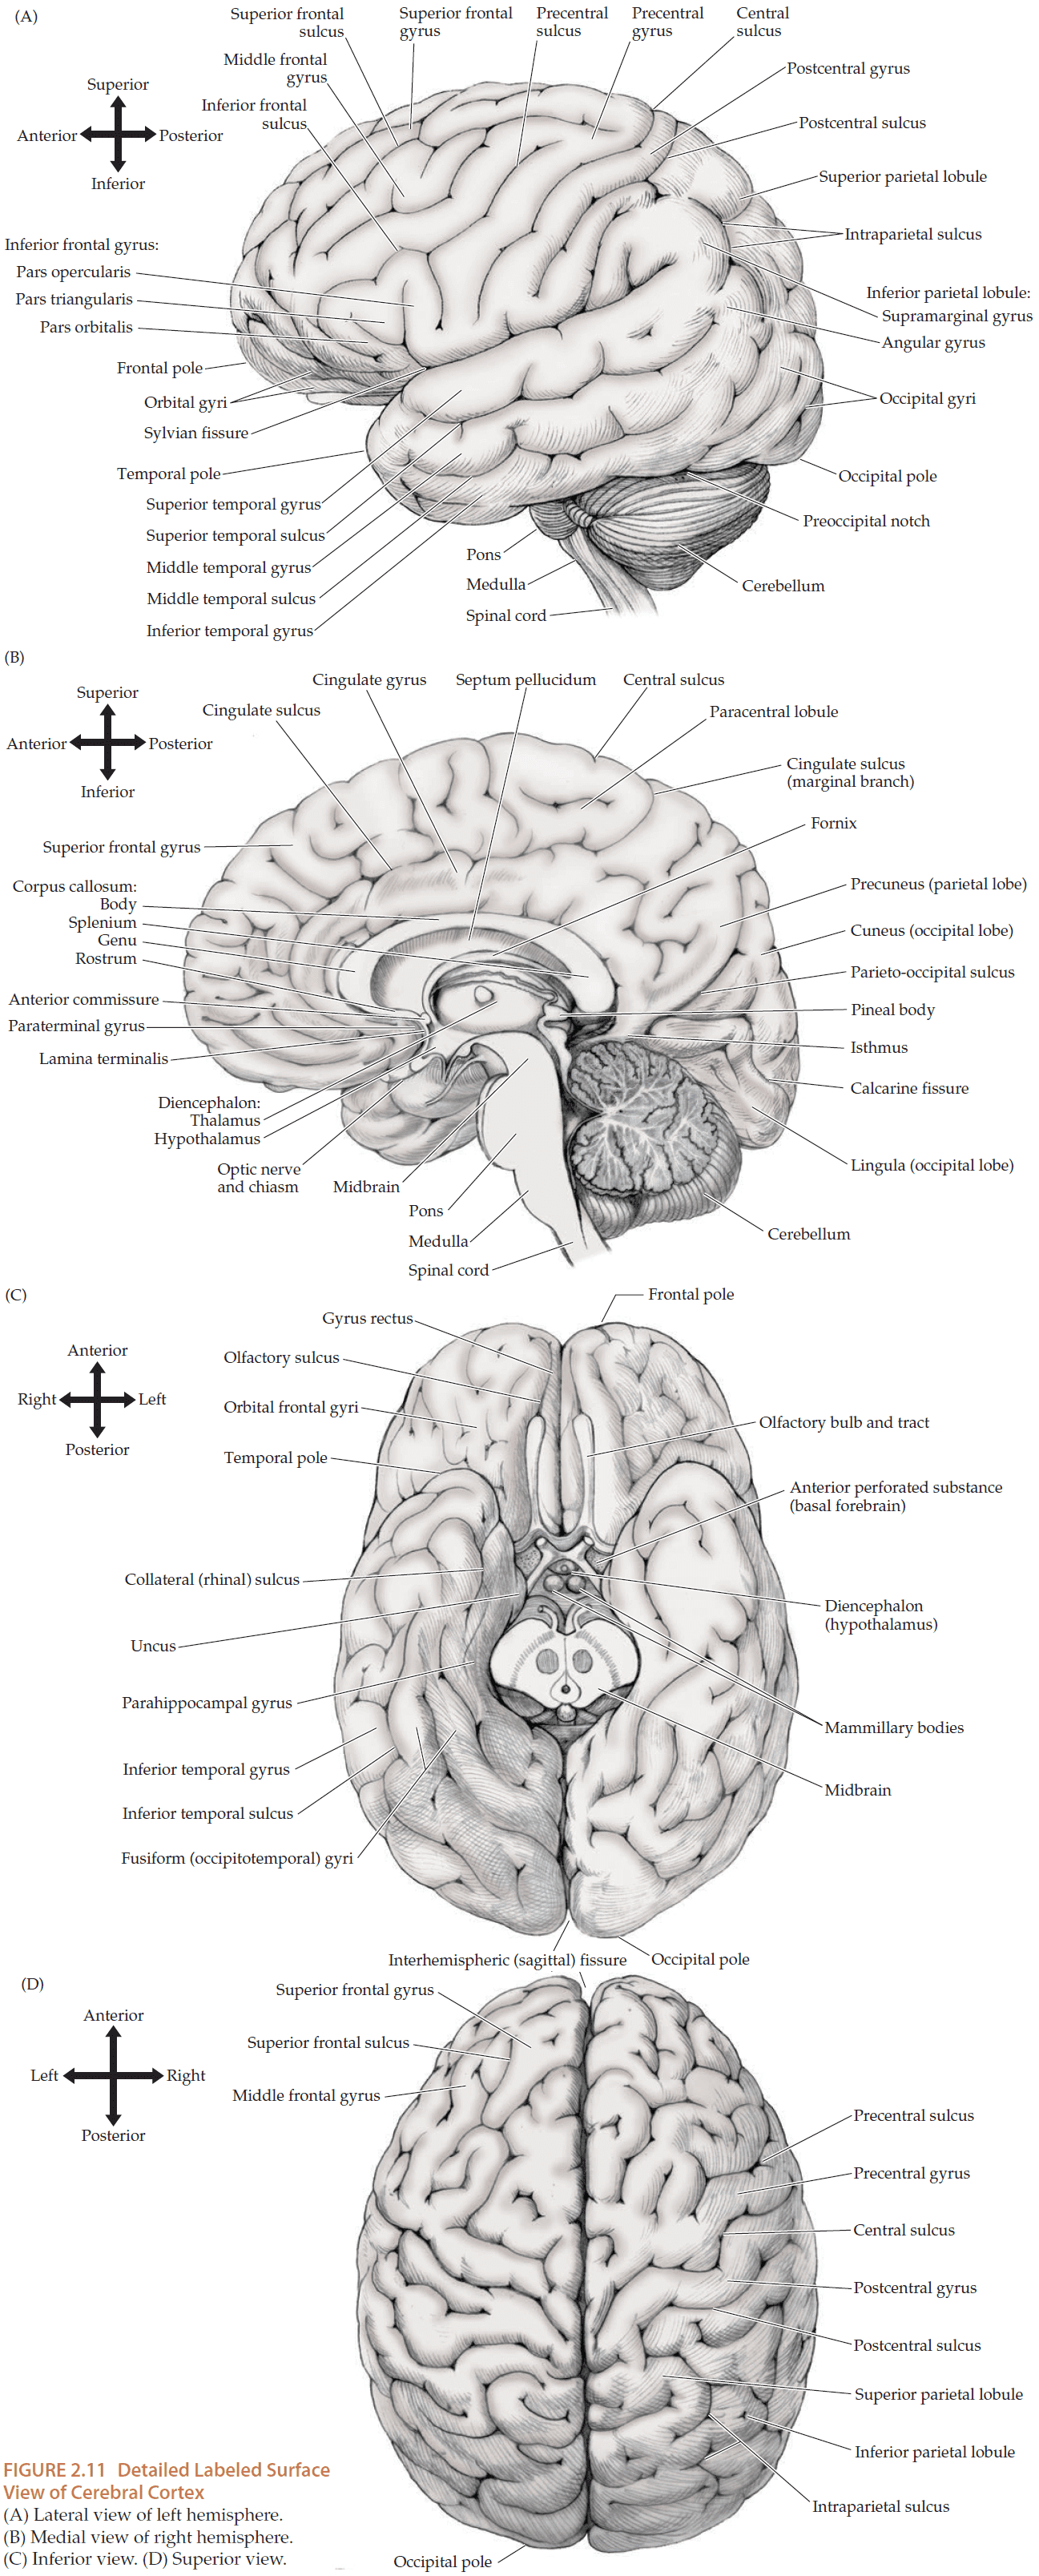 (A)
Superior frontal
sulcus
Superior frontal
gyrus
Precentral
sulcus
Precentral
gyrus
Central
sulcus
Middle frontal
gyrus
Inferior frontal
sulcus
Superior
Anterior
Posterior
Inferior
Postcentral gyrus
Postcentral sulcus
Superior parietal lobule
Intraparietal sulcus
Inferior parietal lobule:
Supramarginal gyrus
Angular gyrus
Occipital gyri
Occipital pole
Preoccipital notch
Cerebellum
Inferior frontal gyrus:
Pars opercularis
Pars triangularis
Pars orbitalis
Frontal pole
Orbital gyri
Sylvian fissure
Temporal pole
Superior temporal gyrus
Superior temporal sulcus
Middle temporal gyrus
Middle temporal sulcus
Inferior temporal gyrus
Pons
Medulla
Spinal cord
(B)
Superior
Anterior
Posterior
Inferior
Cingulate sulcus
Cingulate gyrus
Septum pellucidum
Central sulcus
Paracentral lobule
Cingulate sulcus
(marginal branch)
Fornix
Precuneus (parietal lobe)
Cuneus (occipital lobe)
Parieto-occipital sulcus
Pineal body
Isthmus
Calcarine fissure
Lingula (occipital lobe)
Cerebellum
Superior frontal gyrus
Corpus callosum:
Body
Splenium
Genu
Rostrum
Anterior commissure
Paraterminal gyrus
Lamina terminalis
Diencephalon:
Thalamus
Hypothalamus
Optic nerve
and chiasm
Midbrain
Pons
Medulla
Spinal cord
(C)
Anterior
Right
Left
Posterior
Gyrus rectus
Olfactory sulcus
Orbital frontal gyri
Temporal pole
Collateral (rhinal) sulcus
Uncus
Parahippocampal gyrus
Inferior temporal gyrus
Inferior temporal sulcus
Fusiform (occipitotemporal) gyri
Frontal pole
Olfactory bulb and tract
Anterior perforated substance
(basal forebrain)
Diencephalon
(hypothalamus)
Mammillary bodies
Midbrain
Interhemispheric (sagittal) fissure
Occipital pole
(D)
Anterior
Left
Right
Posterior
Superior frontal gyrus
Superior frontal sulcus
Middle frontal gyrus
Precentral sulcus
Precentral gyrus
Central sulcus
Postcentral gyrus
Postcentral sulcus
Superior parietal lobule
Inferior parietal lobule
Intraparietal sulcus
Occipital pole
FIGURE 2.11 Detailed Labeled Surface
View of Cerebral Cortex
(A) Lateral view of left hemisphere.
(B) Medial view of right hemisphere.
(C) Inferior view. (D) Superior view.